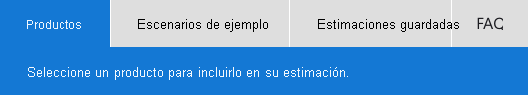 Productos Escenarios de ejemplo Estimaciones guardadas FAQ
Seleccione un producto para incluirlo en su estimación.